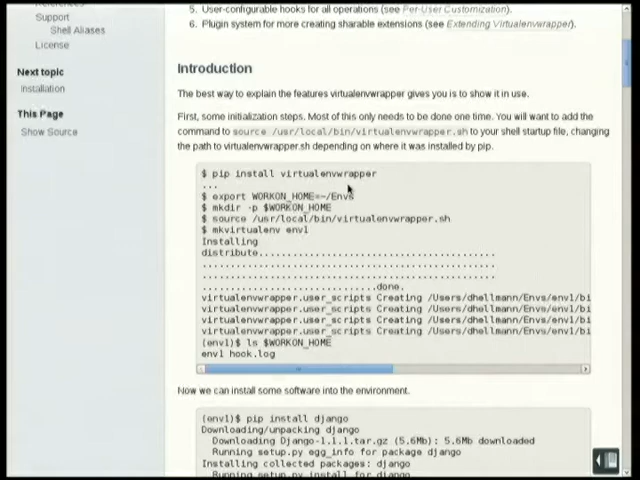 References
Support
Shell Aliases
License
Next topic
Installation
This Page
Show Source
5. User-configurable hooks for all operations (see Per-User Customization).
6. Plugin system for more creating sharable extensions (see Extending Virtualenvwrapper).
Introduction
The best way to explain the features virtualenvwrapper gives you is to show it in use.
First, some initialization steps. Most of this only needs to be done one time. You will want to add the
command to source /usr/local/bin/virtualenvwrapper.sh to your shell startup file, changing
the path to virtualenvwrapper.sh depending on where it was installed by pip.
$ pip install virtualenvwrapper
...
$ export WORKON_HOME=~/Envs
$ mkdir -p $WORKON_HOME
$ source /usr/local/bin/virtualenvwrapper.sh
$ mkvirtualenv env1
Installing
distribute..........................................
....................................................
....................................................
...............................done.
virtualenvwrapper.user_scripts Creating /Users/dhellmann/Envs/env1/bi
virtualenvwrapper.user_scripts Creating /Users/dhellmann/Envs/env1/bi
virtualenvwrapper.user_scripts Creating /Users/dhellmann/Envs/env1/bi
virtualenvwrapper.user_scripts Creating /Users/dhellmann/Envs/env1/bi
(env1)$ ls $WORKON_HOME
env1 hook.log
Now we can install some software into the environment.
(env1)$ pip install django
Downloading/unpacking django
Downloading Django-1.1.1.tar.gz (5.6Mb): 5.6Mb downloaded
Running setup.py egg_info for package django
Installing collected packages: django
Running setup.py install for django